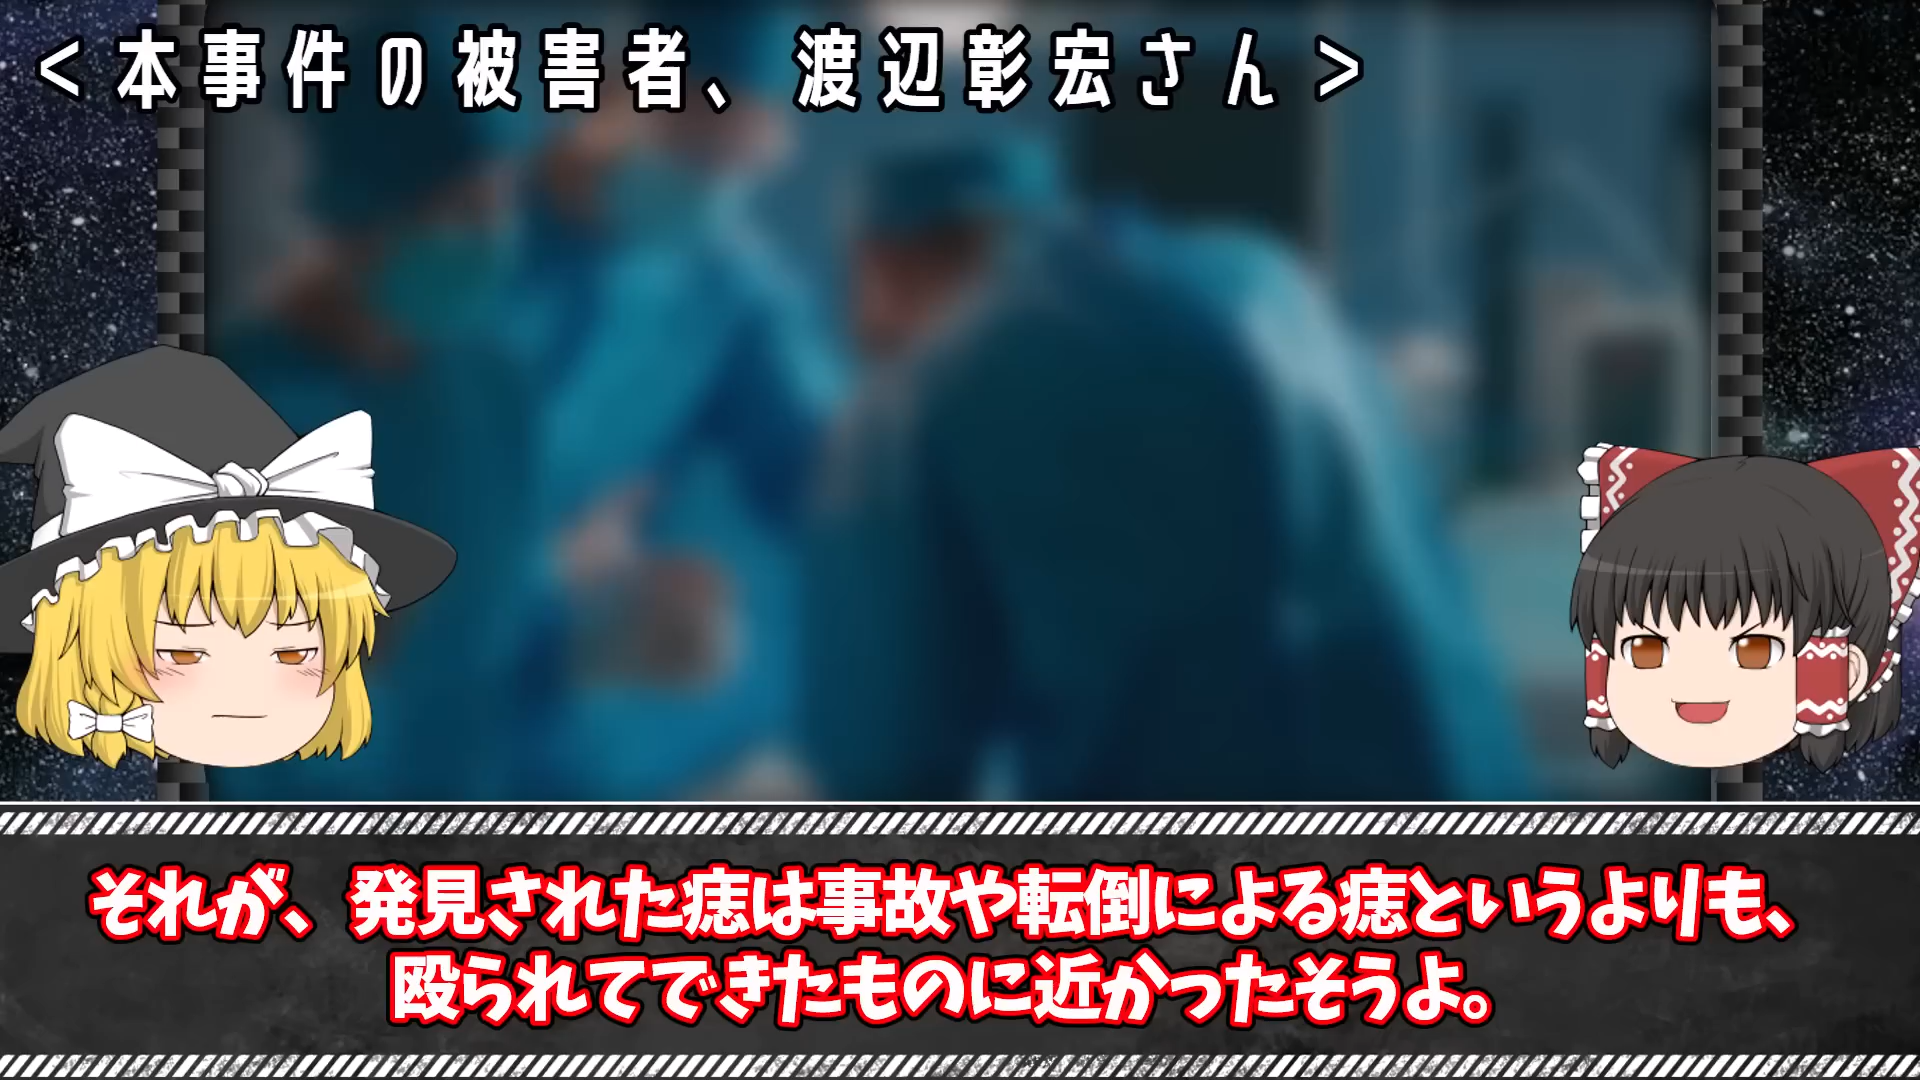 ＜本事件の被害者、渡辺彰宏さん＞
それが、発見された痣は事故や転倒による痣というよりも、
殴られてできたものに近かったそうよ。